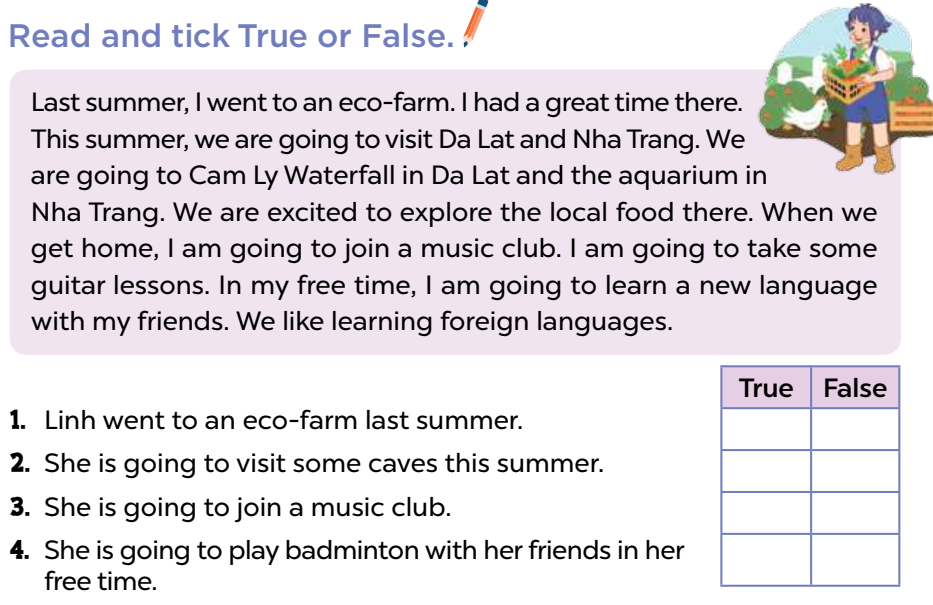 Read and tick True or False.
Last summer, I went to an eco-farm. I had a great time there.
This summer, we are going to visit Da Lat and Nha Trang. We
are going to Cam Ly Waterfall in Da Lat and the aquarium in
Nha Trang. We are excited to explore the local food there. When we
get home, I am going to join a music club. I am going to take some
guitar lessons. In my free time, I am going to learn a new language
with my friends. We like learning foreign languages.
True False
1. Linh went to an eco-farm last summer.
2. She is going to visit some caves this summer.
3. She is going to join a music club.
4. She is going to play badminton with her friends in her
free time.